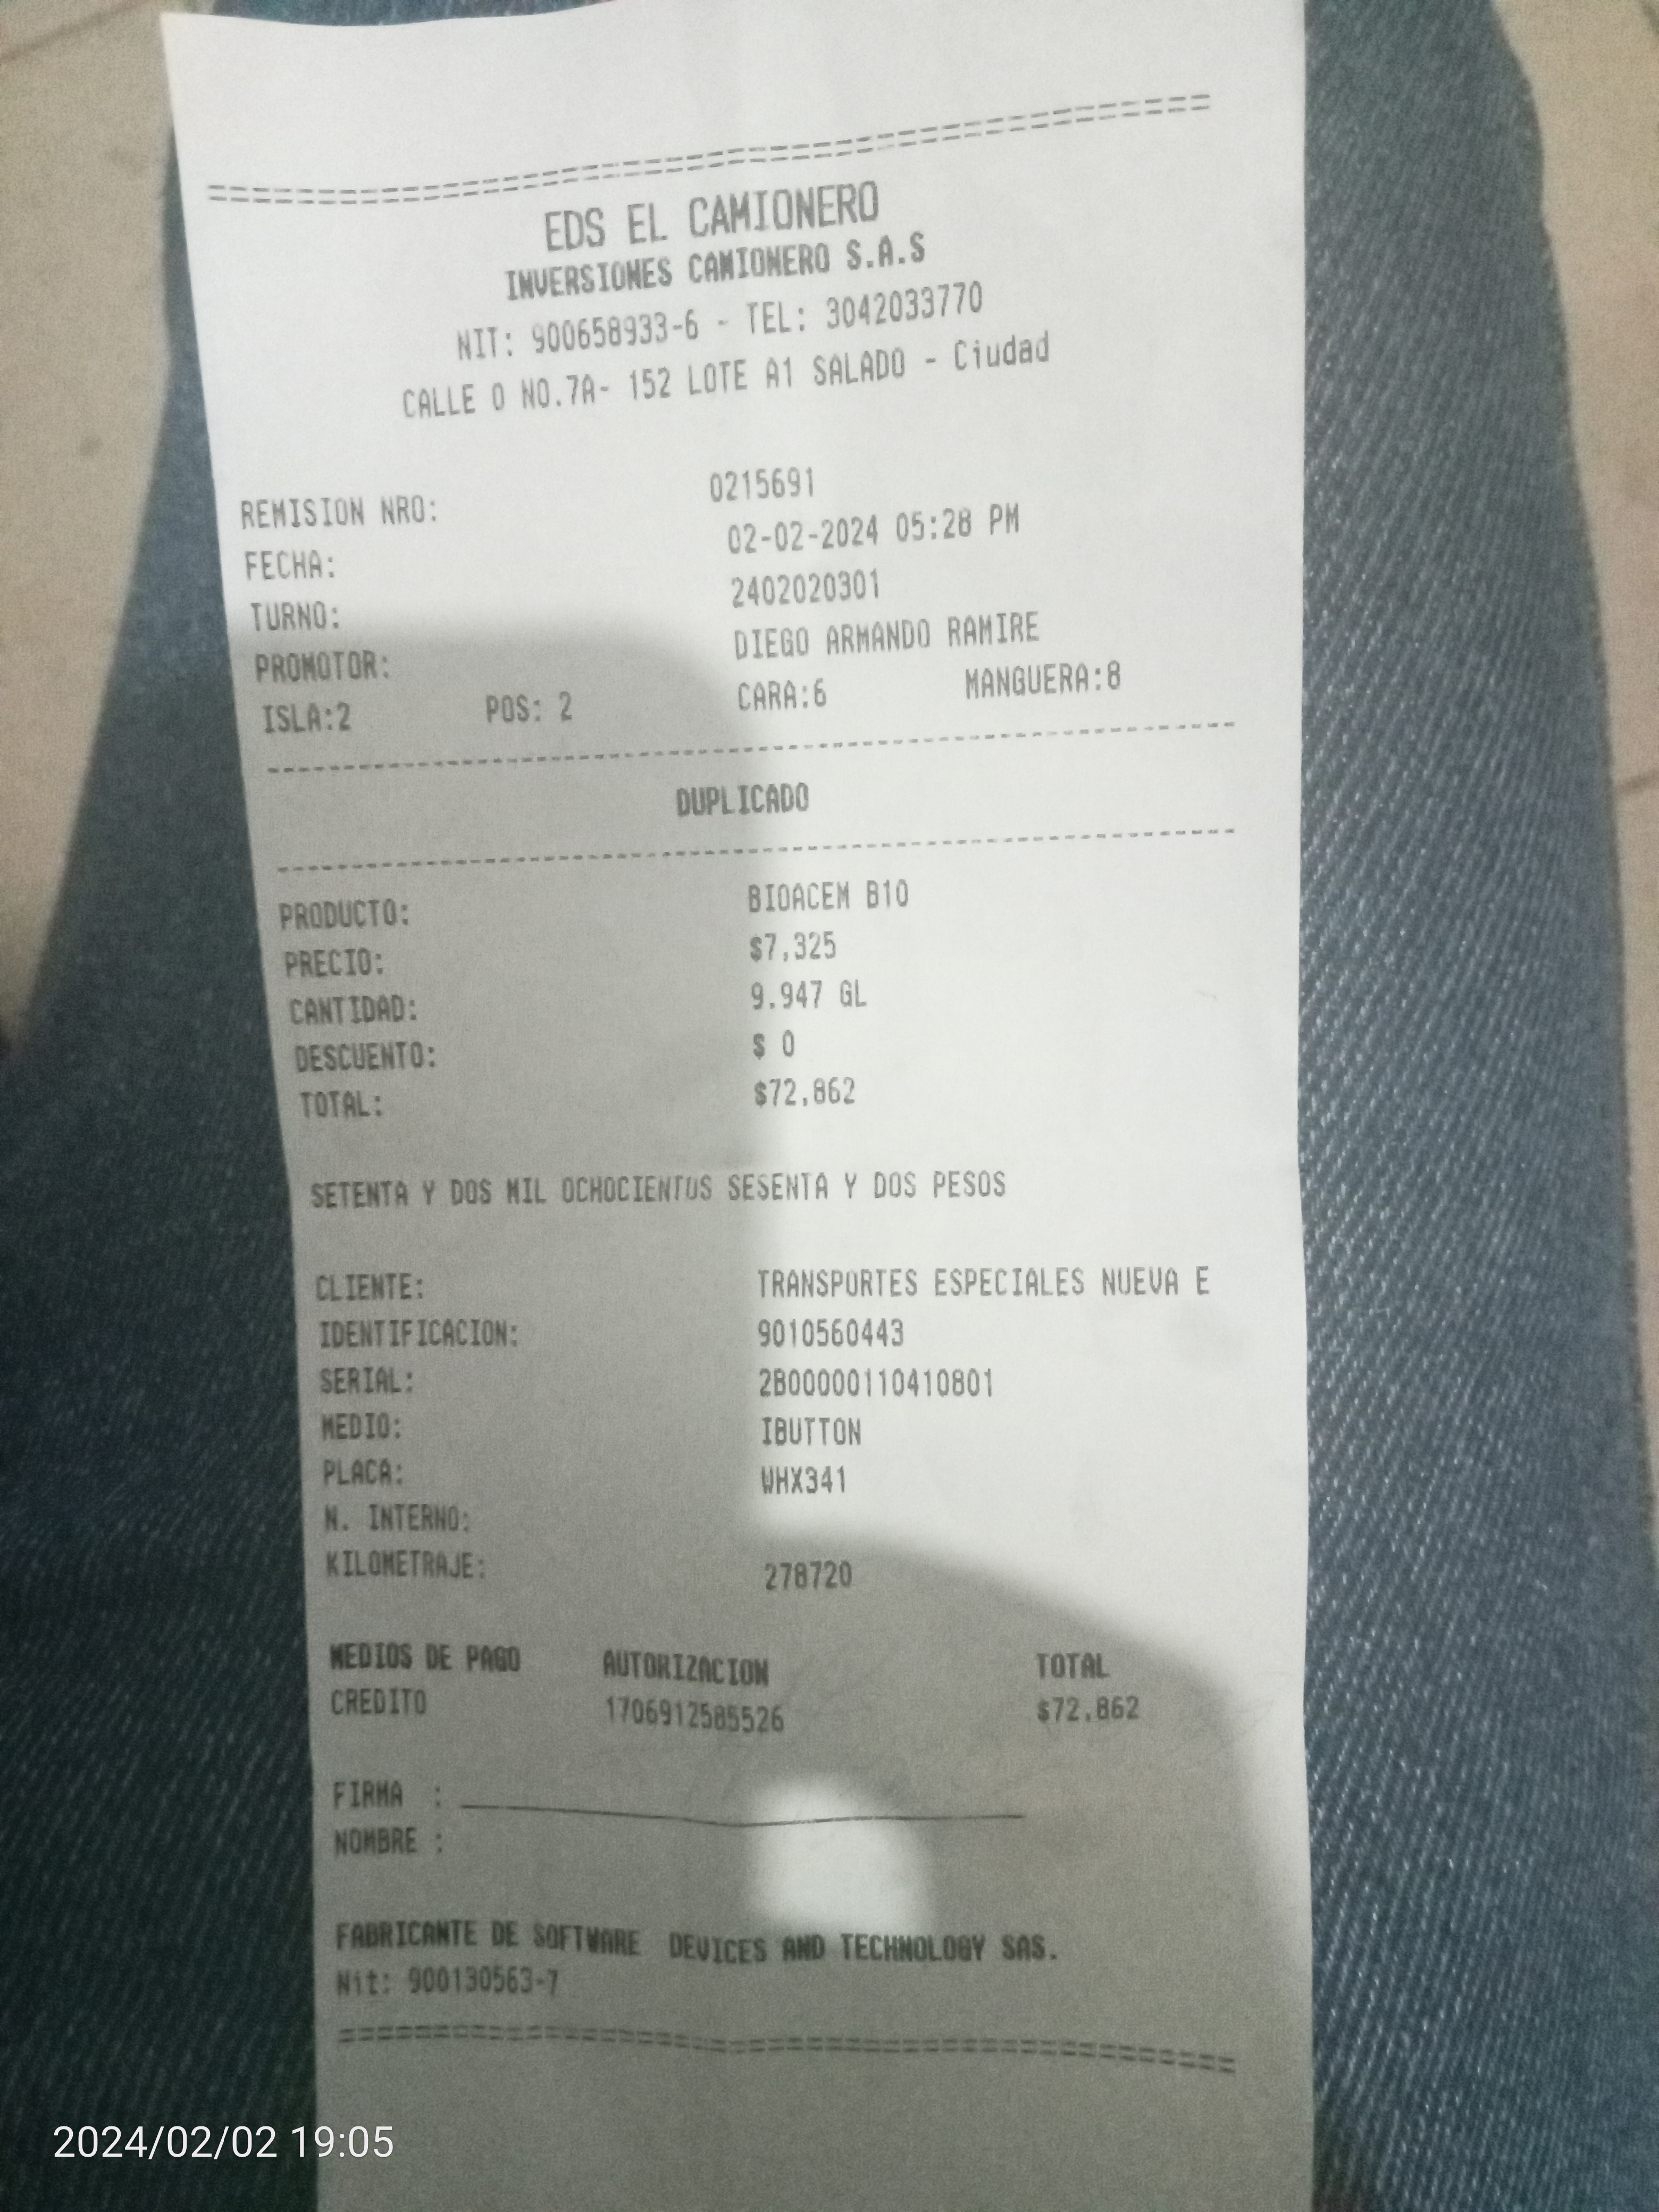 EDS EL CAMIONERO
INVERSIONES CAMIONERO S.A.S
NIT: 900658933-6 - TEL: 3042033770
CALLE 0 NO.7A- 152 LOTE A1 SALADO - Ciudad
REMISION NRO: 0215691
FECHA: 02-02-2024 05:28 PM
TURNO: 2402020301
PROMOTOR: DIEGO ARMANDO RAMIRE
ISLA:2 POS: 2 CARA:6 MANGUERA:8
DUPLICADO
PRODUCTO: BIOACEM B10
PRECIO: $7,325
CANTIDAD: 9.947 GL
DESCUENTO: $ 0
TOTAL: $72,862
SETENTA Y DOS MIL OCHOCIENTOS SESENTA Y DOS PESOS
CLIENTE: TRANSPORTES ESPECIALES NUEVA E
IDENTIFICACION: 9010560443
SERIAL: 2B00000110410801
MEDIO: IBUTTON
PLACA: WHX341
N. INTERNO:
KILOMETRAJE: 278720
MEDIOS DE PAGO AUTORIZACION TOTAL
CREDITO 1706912585526 $72,862
FIRMA :
NOMBRE :
FABRICANTE DE SOFTWARE DEVICES AND TECHNOLOGY SAS.
Nit: 900130563-7
2024/02/02 19:05